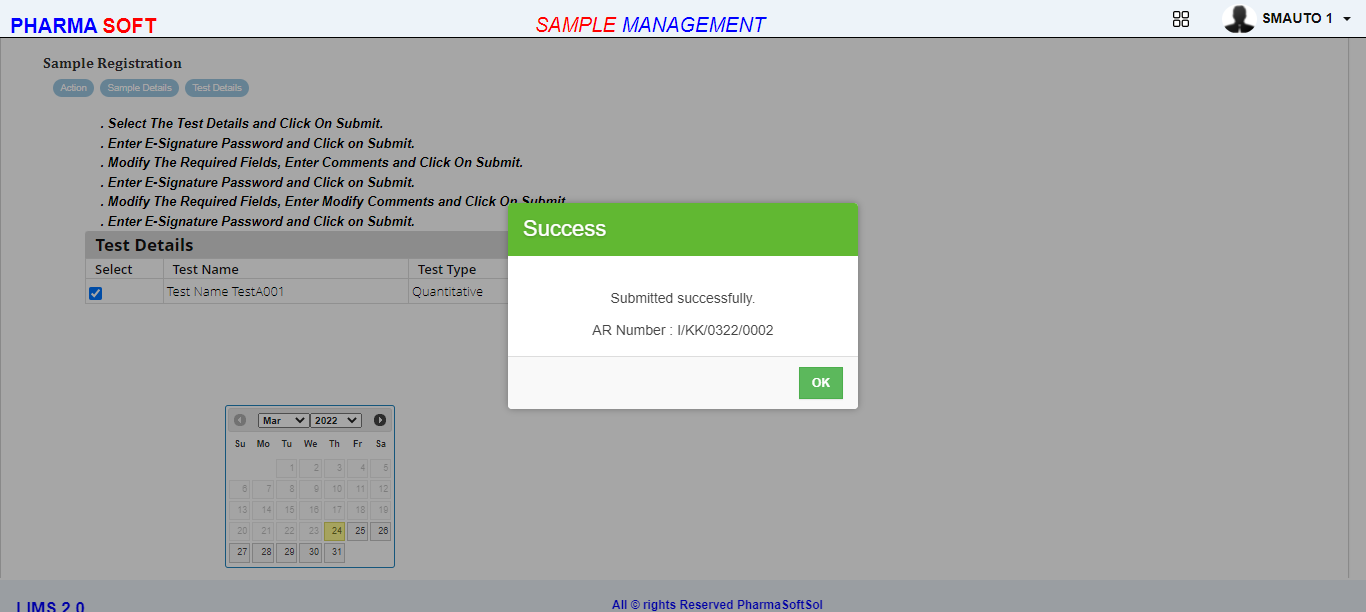 PHARMA SOFT
SAMPLE MANAGEMENT
SMAUTO 1
Sample Registration
Action Sample Details Test Details
. Select The Test Details and Click On Submit.
. Enter E-Signature Password and Click on Submit.
. Modify The Required Fields, Enter Comments and Click On Submit.
. Enter E-Signature Password and Click on Submit.
. Modify The Required Fields, Enter Modify Comments and Click On Submit
. Enter E-Signature Password and Click on Submit.
Test Details
Select Test Name Test Type
Test Name TestA001 Quantitative
Success
Submitted successfully.
AR Number : I/KK/0322/0002
OK
Mar 2022
Su Mo Tu We Th Fr Sa
1 2 3 4 5
6 7 8 9 10 11 12
13 14 15 16 17 18 19
20 21 22 23 24 25 26
27 28 29 30 31
LIMS 2.0
All © rights Reserved PharmaSoftSol